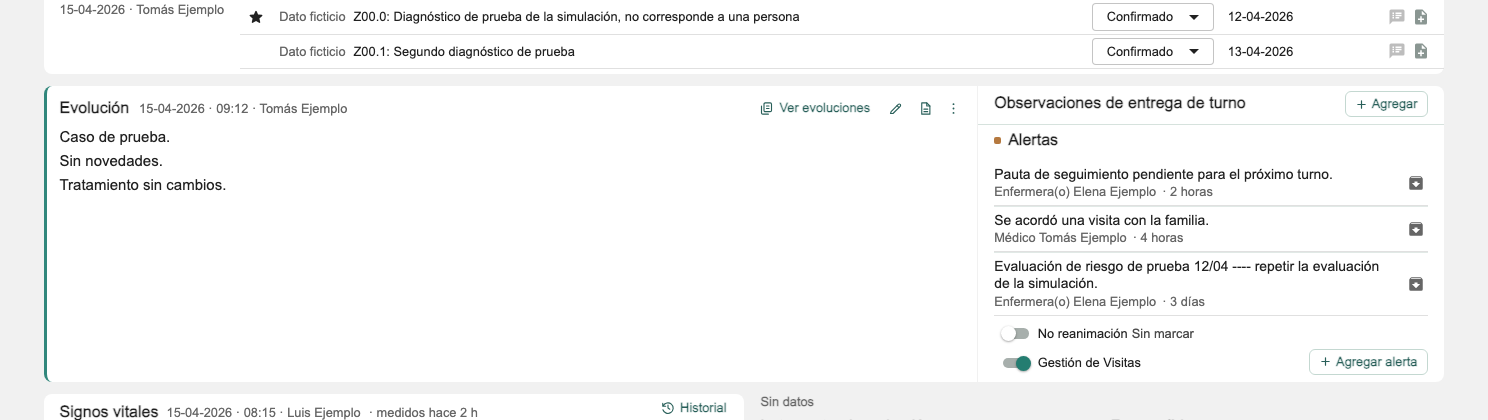 15-04-2026 · Tomás Ejemplo
Dato ficticio Z00.0: Diagnóstico de prueba de la simulación, no corresponde a una persona Confirmado 12-04-2026
Dato ficticio Z00.1: Segundo diagnóstico de prueba Confirmado 13-04-2026
Evolución 15-04-2026 · 09:12 · Tomás Ejemplo Ver evoluciones
Caso de prueba.
Sin novedades.
Tratamiento sin cambios.
Observaciones de entrega de turno + Agregar
Alertas
Pauta de seguimiento pendiente para el próximo turno.
Enfermera(o) Elena Ejemplo · 2 horas
Se acordó una visita con la familia.
Médico Tomás Ejemplo · 4 horas
Evaluación de riesgo de prueba 12/04 ---- repetir la evaluación
de la simulación.
Enfermera(o) Elena Ejemplo · 3 días
No reanimación Sin marcar
Gestión de Visitas + Agregar alerta
Signos vitales 15-04-2026 · 08:15 · Luis Ejemplo · medidos hace 2 h Historial
Sin datos